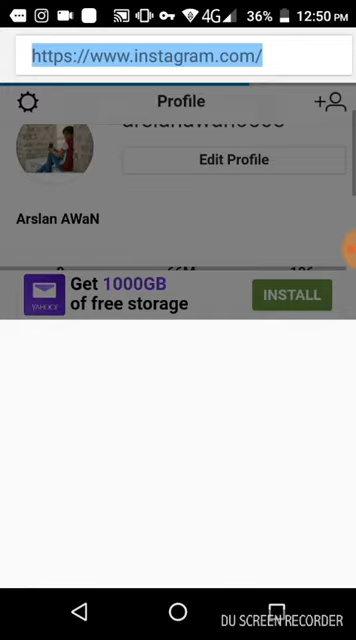 4G 36% 12:50 PM
https://www.instagram.com/
Profile
Edit Profile
Arslan AWaN
Get 1000GB
of free storage
YAHOO!
INSTALL
DU SCREEN RECORDER